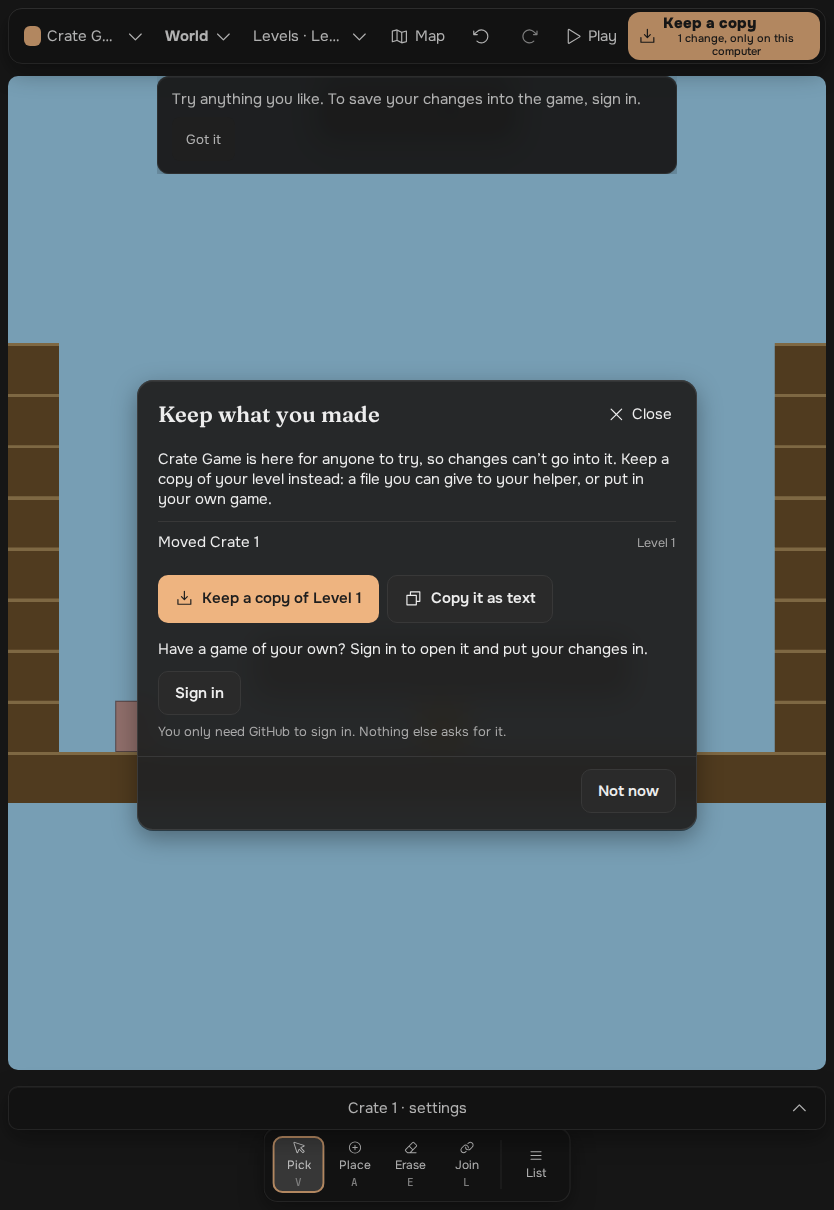 Crate G...
World
Levels · Le...
Map
Play
Keep a copy
1 change, only on this
computer
Try anything you like. To save your changes into the game, sign in.
Got it
Keep what you made
Close
Crate Game is here for anyone to try, so changes can’t go into it. Keep a
copy of your level instead: a file you can give to your helper, or put in
your own game.
Moved Crate 1
Level 1
Keep a copy of Level 1
Copy it as text
Have a game of your own? Sign in to open it and put your changes in.
Sign in
You only need GitHub to sign in. Nothing else asks for it.
Not now
Crate 1 · settings
Pick
V
Place
A
Erase
E
Join
L
List